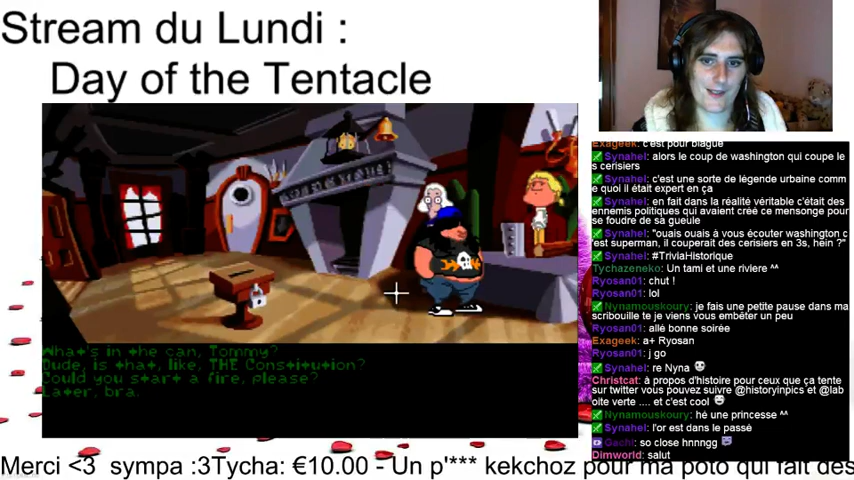 Stream du Lundi :
Day of the Tentacle
What's in the can, Tommy?
Dude, is that, like, THE Constitution?
Could you start a fire, please?
Later, bra.
Exageek: c'est pour blague
Synahel: alors le coup de washington qui coupe le
s cerisiers
Synahel: c'est une sorte de légende urbaine comm
e quoi il était expert en ça
Synahel: en fait dans la réalité véritable c'était des
ennemis politiques qui avaient créé ce mensonge pour
se foudre de sa gueule
Synahel: "ouais ouais à vous écouter washington c
'est superman, il couperait des cerisiers en 3s, hein ?"
Synahel: #TriviaHistorique
Tychazeneko: Un tami et une riviere ^^
Ryosan01: chut !
Ryosan01: lol
Nynamouskoury: je fais une petite pause dans ma
scribouille te je viens vous embêter un peu
Ryosan01: allé bonne soirée
Exageek: a+ Ryosan
Ryosan01: j go
Synahel: re Nyna
Christcat: à propos d'histoire pour ceux que ça tente
sur twitter vous pouvez suivre @historyinpics et @lab
oite verte .... et c'est cool
Nynamouskoury: hé une princesse ^^
Synahel: l'or est dans le passé
Gachl: so close hnnngg
Dimworld: salut
Merci <3 sympa :3Tycha: €10.00 - Un p'*** kekchoz pour ma poto qui fait des